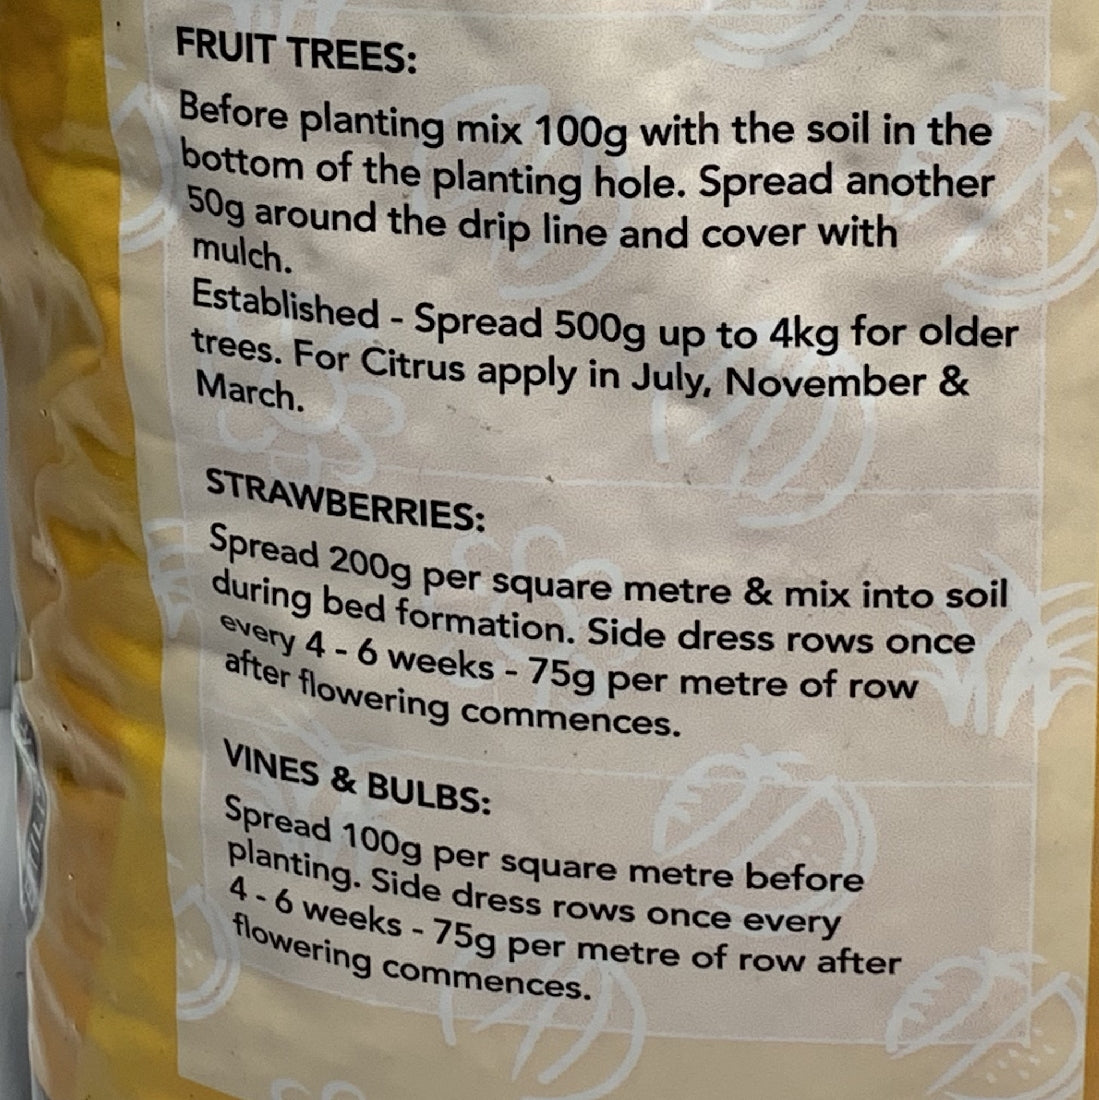 FRUIT TREES:
Before planting mix 100g with the soil in the
bottom of the planting hole. Spread another
50g around the drip line and cover with
mulch.
Established - Spread 500g up to 4kg for older
trees. For Citrus apply in July, November &
March.
STRAWBERRIES:
Spread 200g per square metre & mix into soil
during bed formation. Side dress rows once
every 4 - 6 weeks - 75g per metre of row
after flowering commences.
VINES & BULBS:
Spread 100g per square metre before
planting. Side dress rows once every
4 - 6 weeks - 75g per metre of row after
flowering commences.